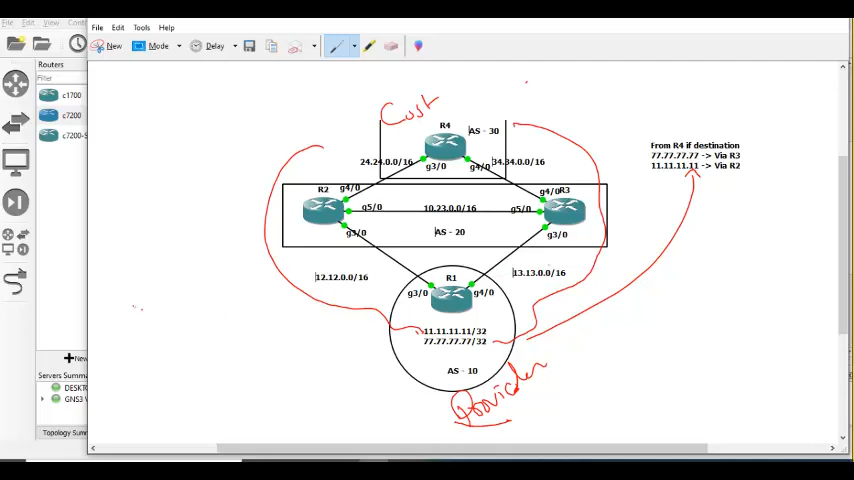 File Edit View Cont
File Edit Tools Help
New Mode Delay
Routers
Filter
c1700
c7200
c7200-S
New
Servers Summa
DESKT
GNS3 V
Topology Summ
Cust
R4
AS - 30
From R4 if destination
77.77.77.77 -> Via R3
11.11.11.11 -> Via R2
24.24.0.0/16
g3/0
g4/0
34.34.0.0/16
R2
g4/0
g4/0
R3
g5/0
10.23.0.0/16
g5/0
g3/0
AS - 20
g3/0
12.12.0.0/16
R1
13.13.0.0/16
g3/0
g4/0
11.11.11.11/32
77.77.77.77/32
AS - 10
Provider